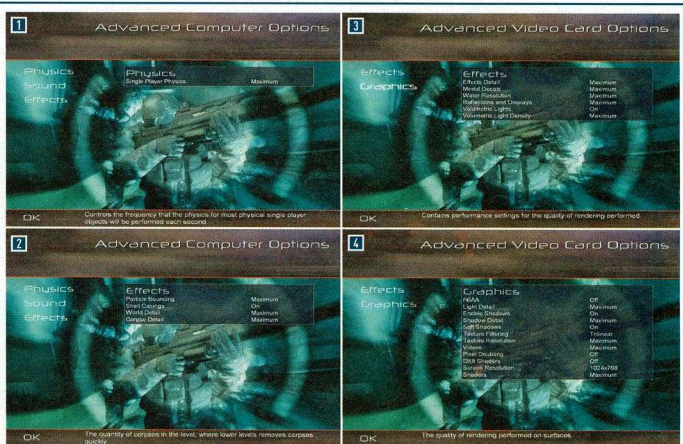 1
Advanced Computer Options
Physics
Sound
Effects
Physics
Single Player Physics Maximum
OK
Controls the frequency that the physics for most physical single player
objects will be performed each second.
3
Advanced Video Card Options
Effects
Graphics
Effects
Effects Detail Maximum
Model Decals Maximum
Water Resolution Maximum
Reflections and Displays Maximum
Volumetric Lights On
Volumetric Light Density Maximum
OK
Contains performance settings for the quality of rendering performed.
2
Advanced Computer Options
Physics
Sound
Effects
Effects
Particle Bouncing Maximum
Shell Casings On
World Detail Maximum
Corpse Detail Maximum
OK
The quantity of corpses in the level, where lower levels removes corpses
quickly.
4
Advanced Video Card Options
Effects
Graphics
Graphics
FSAA Off
Light Detail Maximum
Enable Shadows On
Shadow Detail Maximum
Soft Shadows On
Texture Filtering Trilinear
Texture Resolution Maximum
Videos Maximum
Pixel Doubling Off
DX8 Shaders Off
Screen Resolution 1024x768
Shaders Maximum
OK
The quality of rendering performed on surfaces.